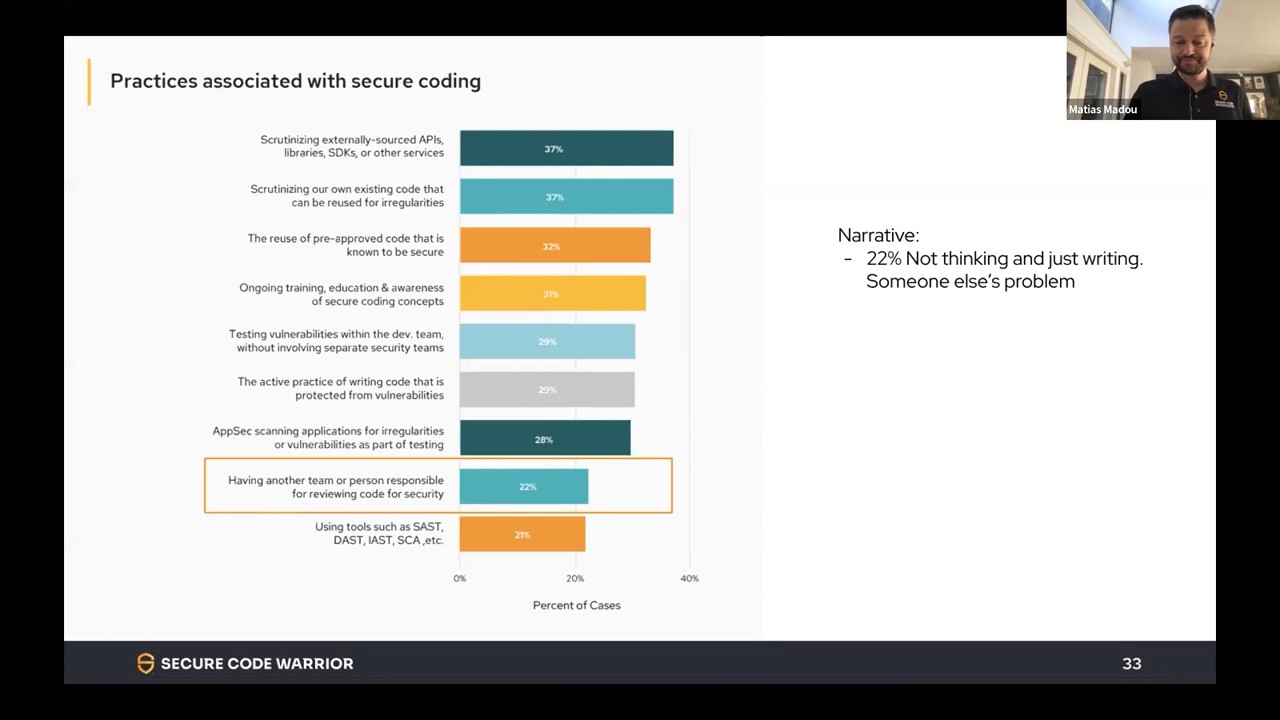 Matias Madou
Practices associated with secure coding
Scrutinizing externally-sourced APIs,
libraries, SDKs, or other services
37%
Scrutinizing our own existing code that
can be reused for irregularities
37%
The reuse of pre-approved code that is
known to be secure
32%
Ongoing training, education & awareness
of secure coding concepts
31%
Testing vulnerabilities within the dev. team,
without involving separate security teams
29%
The active practice of writing code that is
protected from vulnerabilities
29%
AppSec scanning applications for irregularities
or vulnerabilities as part of testing
28%
Having another team or person responsible
for reviewing code for security
22%
Using tools such as SAST,
DAST, IAST, SCA ,etc.
21%
0% 20% 40%
Percent of Cases
Narrative:
- 22% Not thinking and just writing.
Someone else's problem
SECURE CODE WARRIOR
33